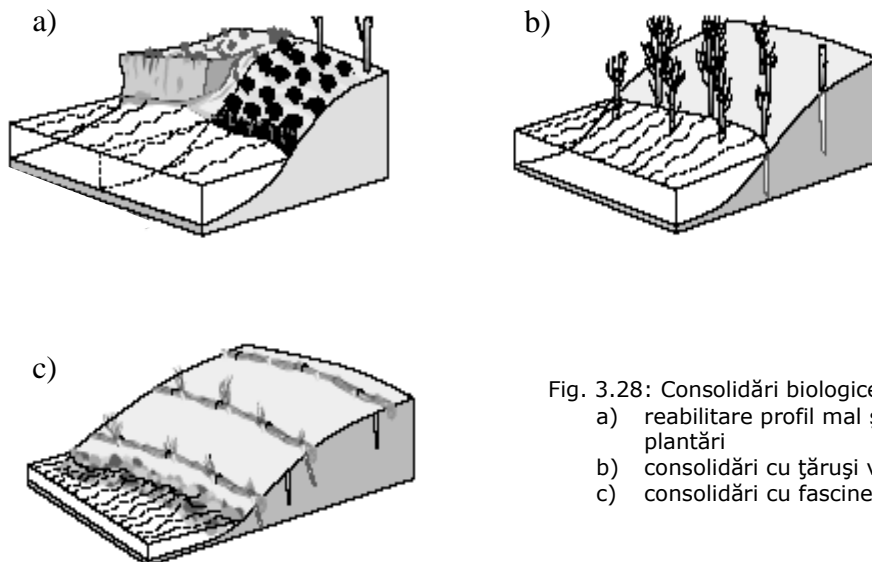 a)
b)
c)
Fig. 3.28: Consolidări biologice
a) reabilitare profil mal
plantări
b) consolidări cu ţăruşi
c) consolidări cu fascine